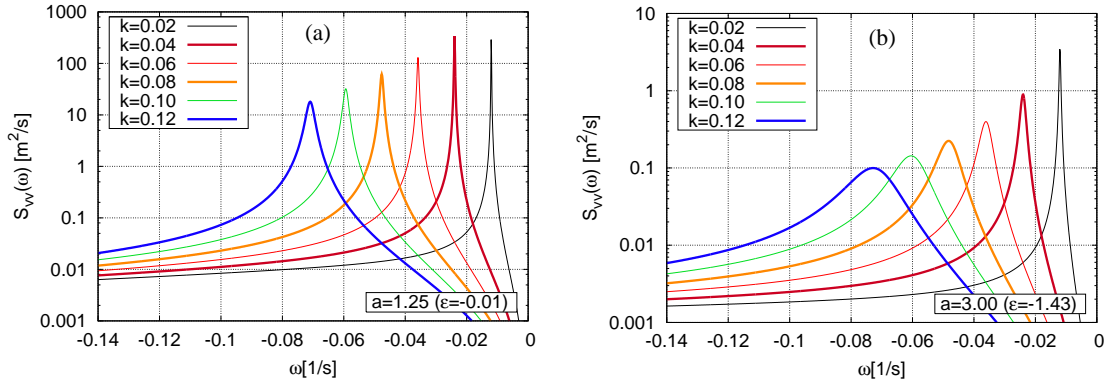 (a)
S_vv(ω) [m²/s]
1000
100
10
1
0.1
0.01
0.001
k=0.02
k=0.04
k=0.06
k=0.08
k=0.10
k=0.12
a=1.25 (ε=-0.01)
-0.14 -0.12 -0.1 -0.08 -0.06 -0.04 -0.02 0
ω[1/s]
(b)
S_vv(ω) [m²/s]
10
1
0.1
0.01
0.001
k=0.02
k=0.04
k=0.06
k=0.08
k=0.10
k=0.12
a=3.00 (ε=-1.43)
-0.14 -0.12 -0.1 -0.08 -0.06 -0.04 -0.02 0
ω[1/s]